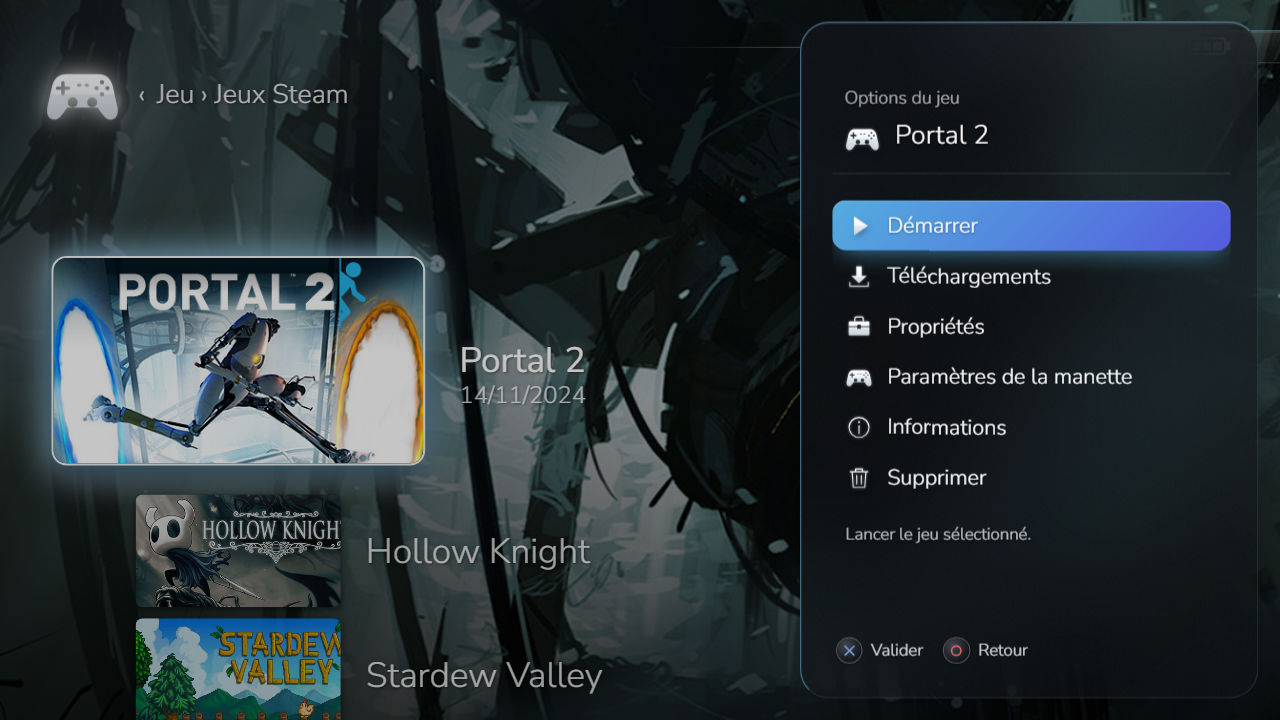 ‹ Jeu › Jeux Steam
PORTAL 2
Portal 2
14/11/2024
HOLLOW KNIGH
Hollow Knight
STARDEW
VALLEY
Stardew Valley
Options du jeu
Portal 2
Démarrer
Téléchargements
Propriétés
Paramètres de la manette
Informations
Supprimer
Lancer le jeu sélectionné.
Valider Retour